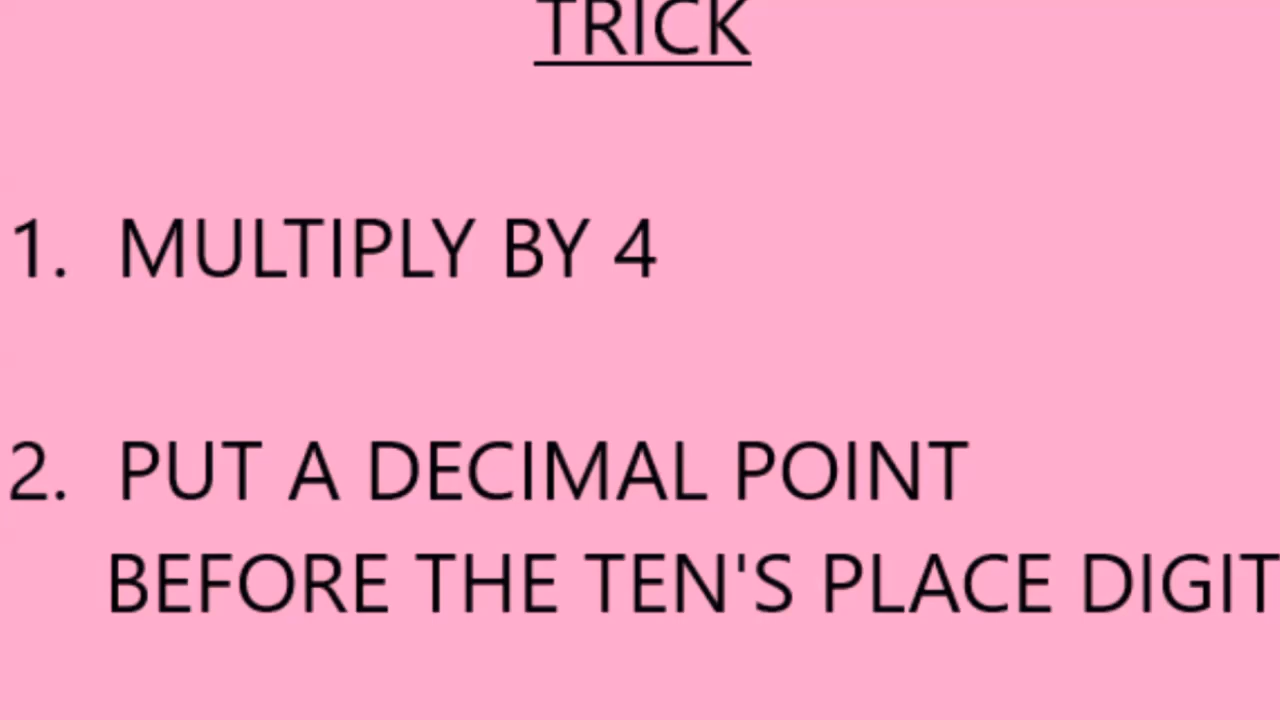 TRICK
1. MULTIPLY BY 4
2. PUT A DECIMAL POINT
BEFORE THE TEN'S PLACE DIGIT